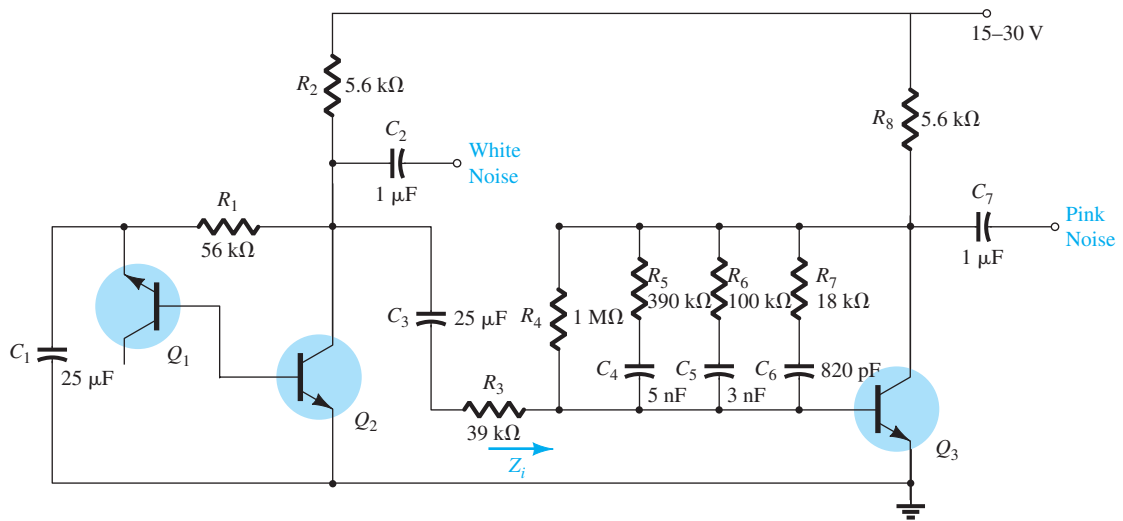 15–30 V
R2 5.6 kΩ
R8 5.6 kΩ
C2
1 μF
White
Noise
R1
56 kΩ
C7
1 μF
Pink
Noise
C1
25 μF
Q1
Q2
C3 25 μF
R3
39 kΩ
Zi
R4 1 MΩ
R5
390 kΩ
R6
100 kΩ
R7
18 kΩ
C4
5 nF
C5
3 nF
C6 820 pF
Q3